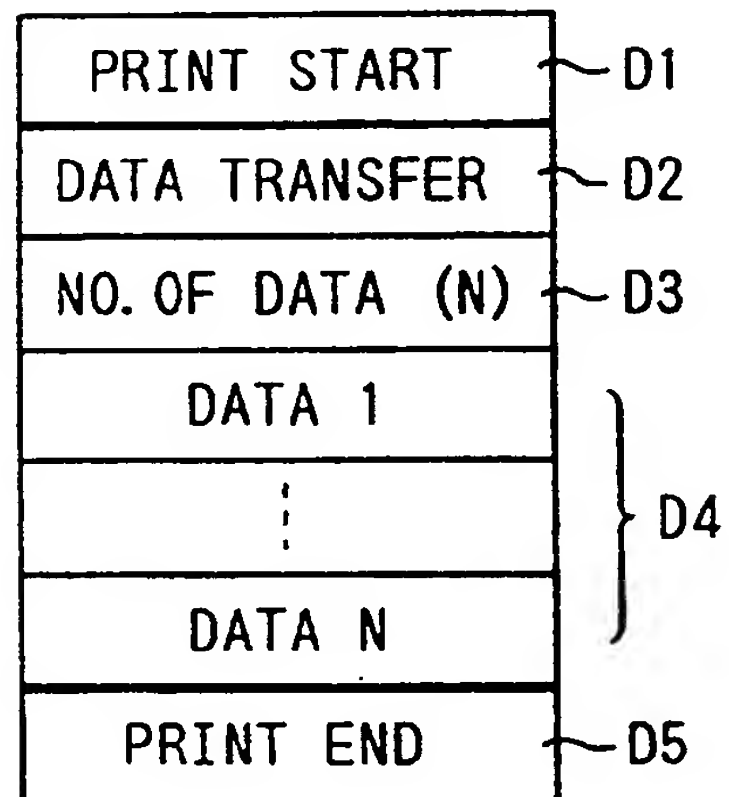 PRINT START D1
DATA TRANSFER D2
NO. OF DATA (N) D3
DATA 1
D4
DATA N
PRINT END D5